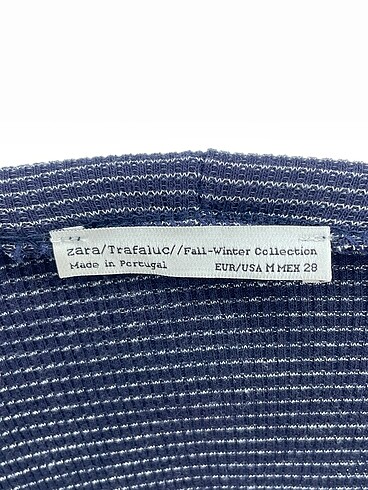 zara/Trafaluc//Fall-Winter Collection
Made in Portugal EUR/USA M MEX 28